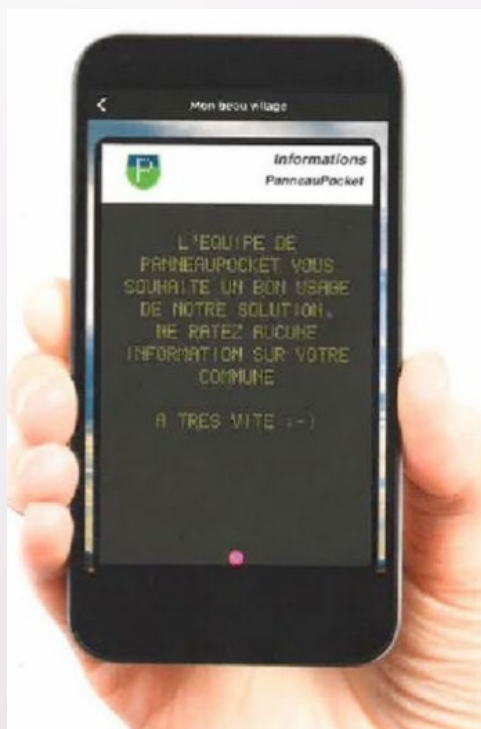 Mon beau village
P
Informations
PanneauPocket
L'EQUIPE DE
PANNEAUPOCKET VOUS
SOUHAITE UN BON USAGE
DE NOTRE SOLUTION.
NE RATEZ AUCUNE
INFORMATION SUR VOTRE
COMMUNE
A TRES VITE ;-)